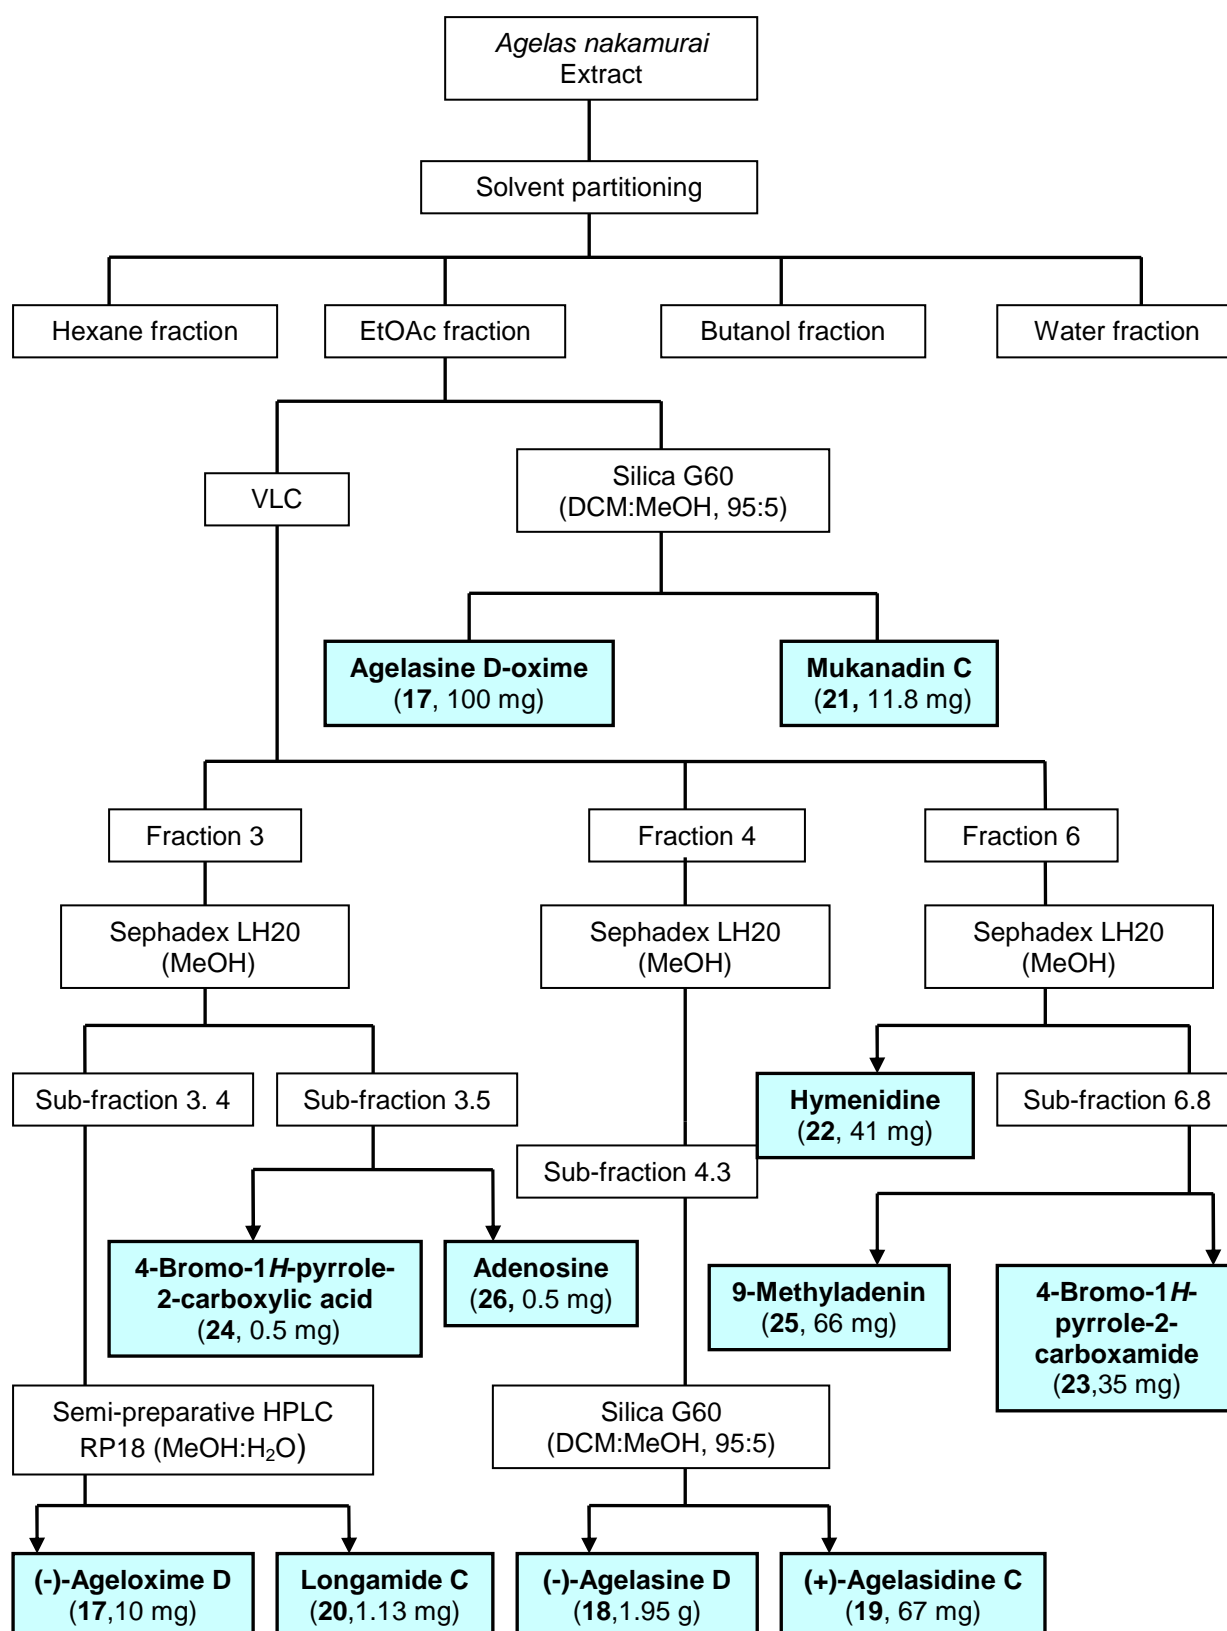 Agelas nakamurai
Extract
Solvent partitioning
Hexane fraction
EtOAc fraction
Butanol fraction
Water fraction
VLC
Silica G60
(DCM:MeOH, 95:5)
Agelasine D-oxime
(17, 100 mg)
Mukanadin C
(21, 11.8 mg)
Fraction 3
Fraction 4
Fraction 6
Sephadex LH20
(MeOH)
Sephadex LH20
(MeOH)
Sephadex LH20
(MeOH)
Sub-fraction 3. 4
Sub-fraction 3.5
Hymenidine
(22, 41 mg)
Sub-fraction 6.8
Sub-fraction 4.3
4-Bromo-1H-pyrrole-
2-carboxylic acid
(24, 0.5 mg)
Adenosine
(26, 0.5 mg)
9-Methyladenin
(25, 66 mg)
4-Bromo-1H-
pyrrole-2-
carboxamide
(23,35 mg)
Semi-preparative HPLC
RP18 (MeOH:H₂O)
Silica G60
(DCM:MeOH, 95:5)
(-)-Ageloxime D
(17,10 mg)
Longamide C
(20,1.13 mg)
(-)-Agelasine D
(18,1.95 g)
(+)-Agelasidine C
(19, 67 mg)